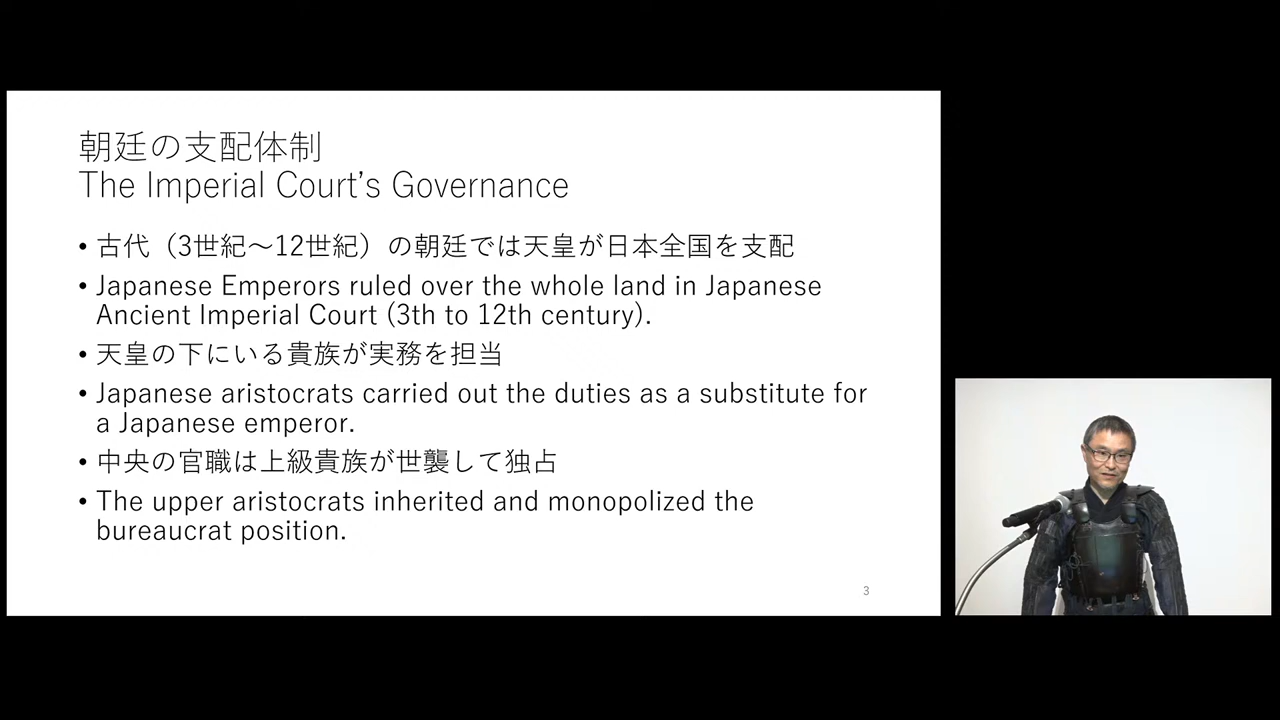 朝廷の支配体制
The Imperial Court’s Governance
• 古代（3世紀～12世紀）の朝廷では天皇が日本全国を支配
• Japanese Emperors ruled over the whole land in Japanese
Ancient Imperial Court (3th to 12th century).
• 天皇の下にいる貴族が実務を担当
• Japanese aristocrats carried out the duties as a substitute for
a Japanese emperor.
• 中央の官職は上級貴族が世襲して独占
• The upper aristocrats inherited and monopolized the
bureaucrat position.
3